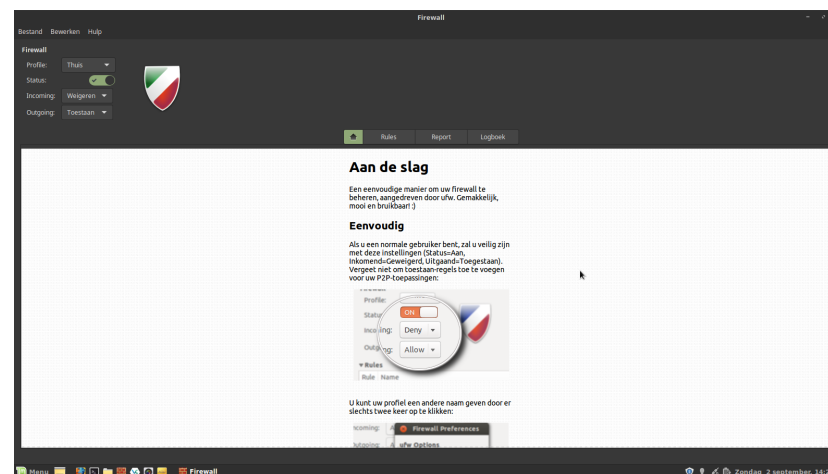 Firewall
Bestand Bewerken Hulp
Firewall
Profile: Thuis
Status:
Incoming: Weigeren
Outgoing: Toestaan
Rules Report Logboek
Aan de slag
Een eenvoudige manier om uw firewall te
beheren, aangedreven door ufw. Gemakkelijk,
mooi en bruikbaar! :)
Eenvoudig
Als u een normale gebruiker bent, zal u veilig zijn
met deze instellingen (Status=Aan,
Inkomend=Geweigerd, Uitgaand=Toegestaan).
Vergeet niet om toestaan-regels toe te voegen
voor uw P2P-toepassingen:
Profile:
ON
Deny
Allow
Rules
Rule Name
U kunt uw profiel een andere naam geven door er
slechts twee keer op te klikken:
Firewall Preferences
ufw Options
Menu Firewall Zondag 2 september, 14: